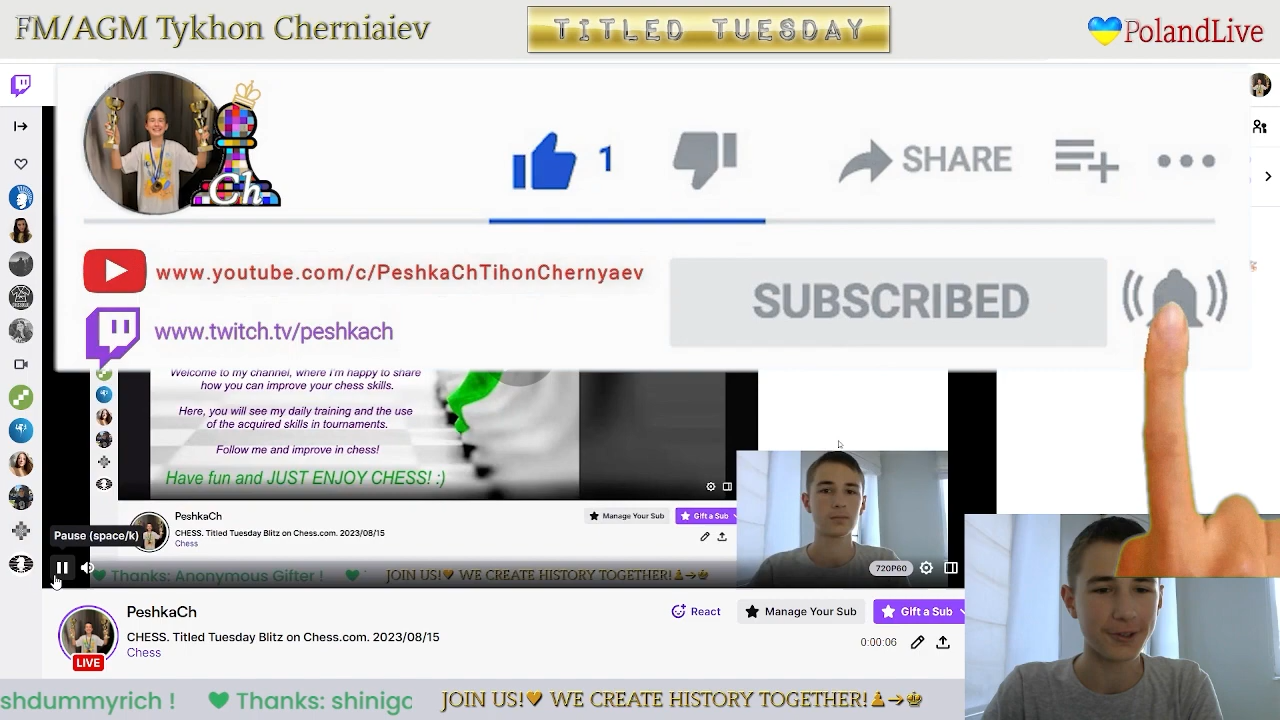 FM/AGM Tykhon Cherniaiev
TITLED TUESDAY
PolandLive
Ch
1
SHARE
www.youtube.com/c/PeshkaChTihonChernyaev
SUBSCRIBED
www.twitch.tv/peshkach
Welcome to my channel, where I'm happy to share
how you can improve your chess skills.
Here, you will see my daily training and the use
of the acquired skills in tournaments.
Follow me and improve in chess!
Have fun and JUST ENJOY CHESS! :)
PeshkaCh
Manage Your Sub
Gift a Sub
CHESS. Titled Tuesday Blitz on Chess.com. 2023/08/15
Chess
Pause (space/k)
720P60
Thanks: Anonymous Gifter !
JOIN US! WE CREATE HISTORY TOGETHER!
PeshkaCh
React
Manage Your Sub
Gift a Sub
CHESS. Titled Tuesday Blitz on Chess.com. 2023/08/15
0:00:06
Chess
LIVE
shdummyrich !
Thanks: shinigc
JOIN US! WE CREATE HISTORY TOGETHER!